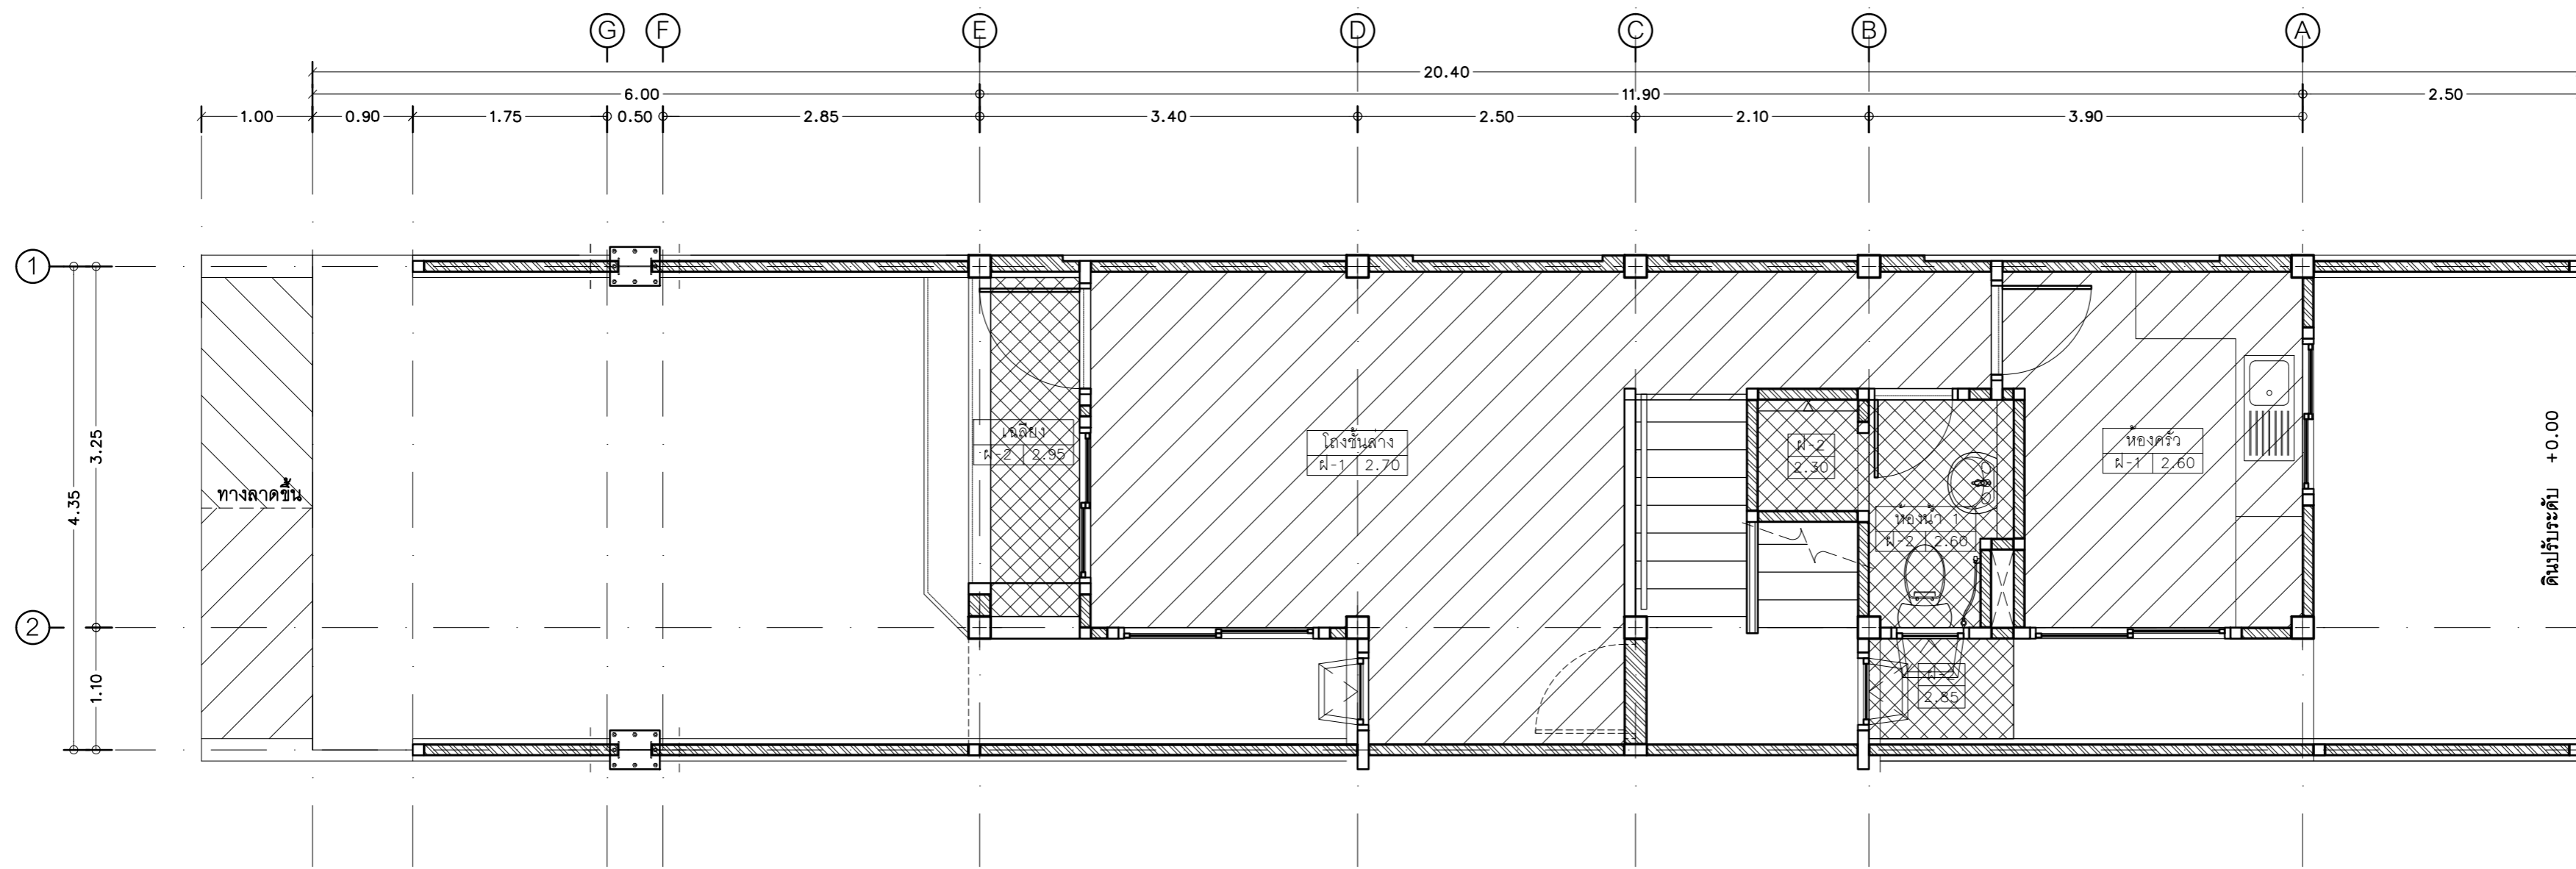 G F E D C B A
20.40
6.00 11.90 2.50
1.00 0.90 1.75 0.50 2.85 3.40 2.50 2.10 3.90
1
2
4.35
3.25
1.10
ทางลาดขึ้น
เฉลียง
ฝ-2 2.95
โถงชั้นล่าง
ฝ-1 2.70
ฝ-2
2.30
ห้องน้ำ 1
ฝ-2 2.60
ห้องครัว
ฝ-1 2.60
ฝ-2
2.85
ดินปรับระดับ +0.00